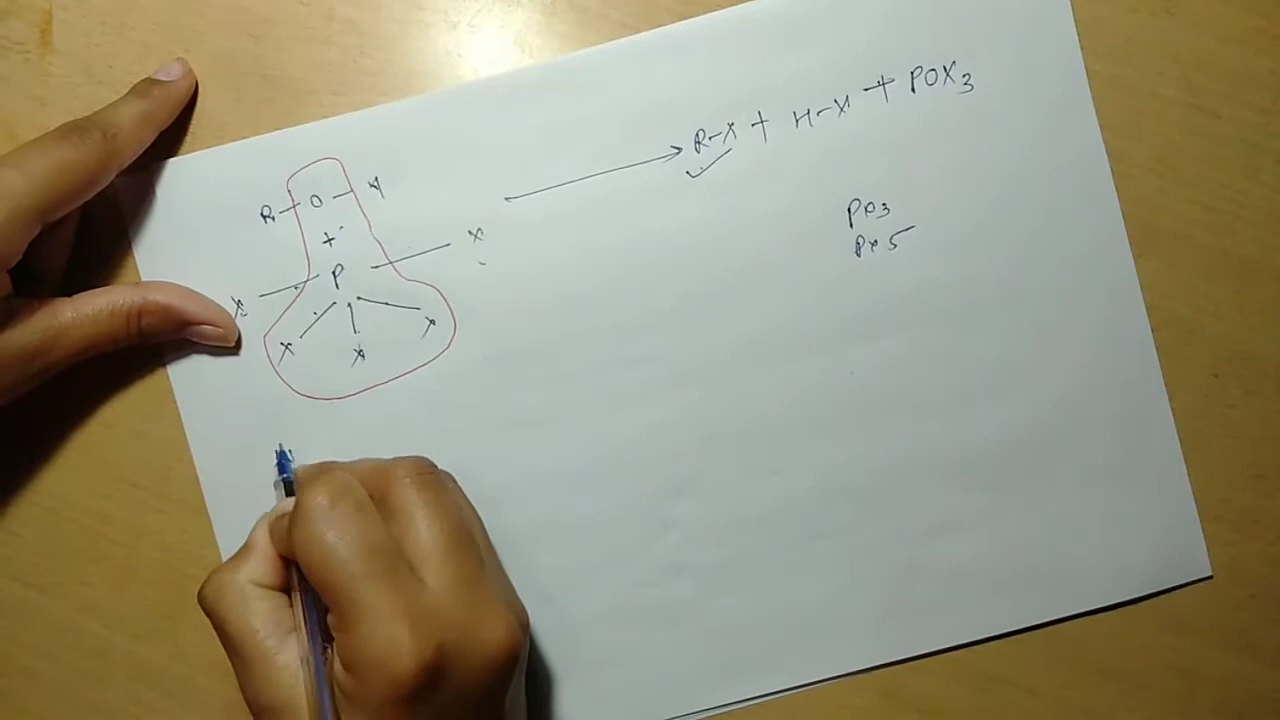 R-O-H
+
P
X
X
X
X
X
R-X + H-X + POX3
PX3
PX5